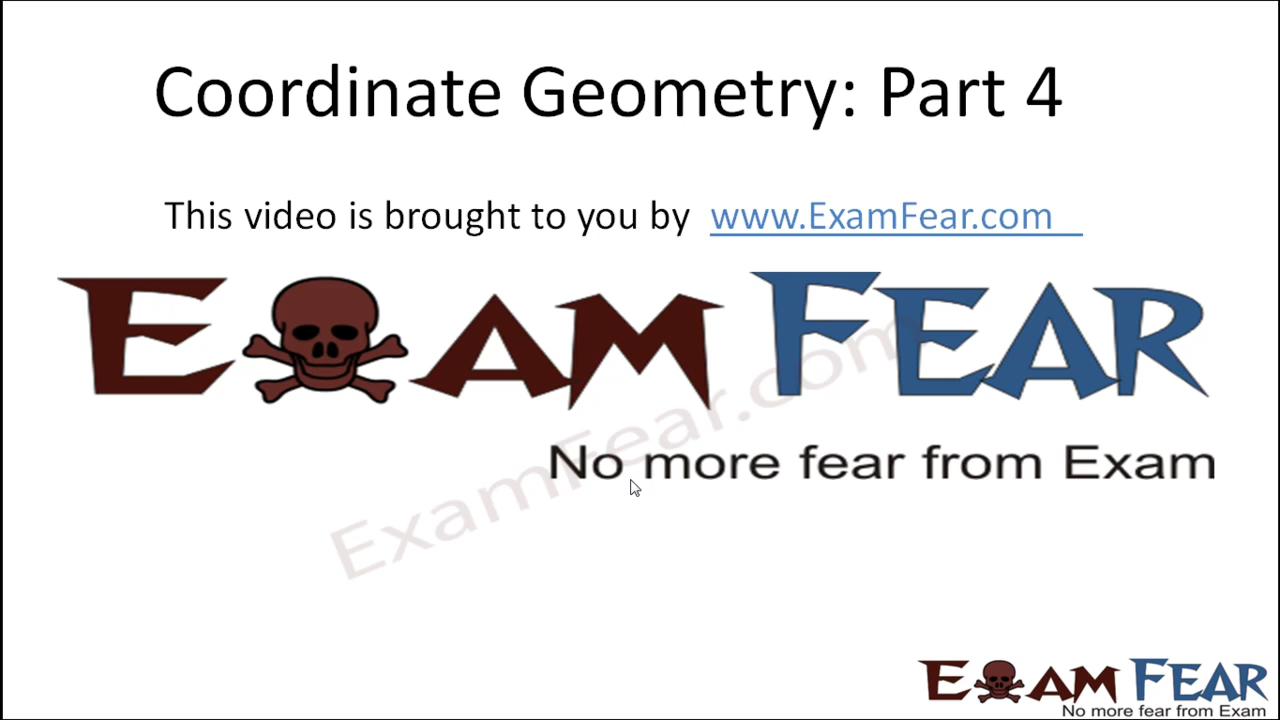 Coordinate Geometry: Part 4
This video is brought to you by www.ExamFear.com
EXAM FEAR
No more fear from Exam
ExamFear.com
EXAM FEAR
No more fear from Exam